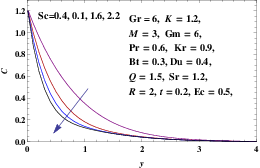 1.2
Sc=0.4, 0.1, 1.6, 2.2
Gr = 6, K = 1.2,
1.0
M = 3, Gm = 6,
0.8
Pr = 0.6, Kr = 0.9,
Bt = 0.3, Du = 0.4,
C
0.6
Q = 1.5, Sr = 1.2,
0.4
R = 2, t = 0.2, Ec = 0.5,
0.2
0.0
0 1 2 3 4
y